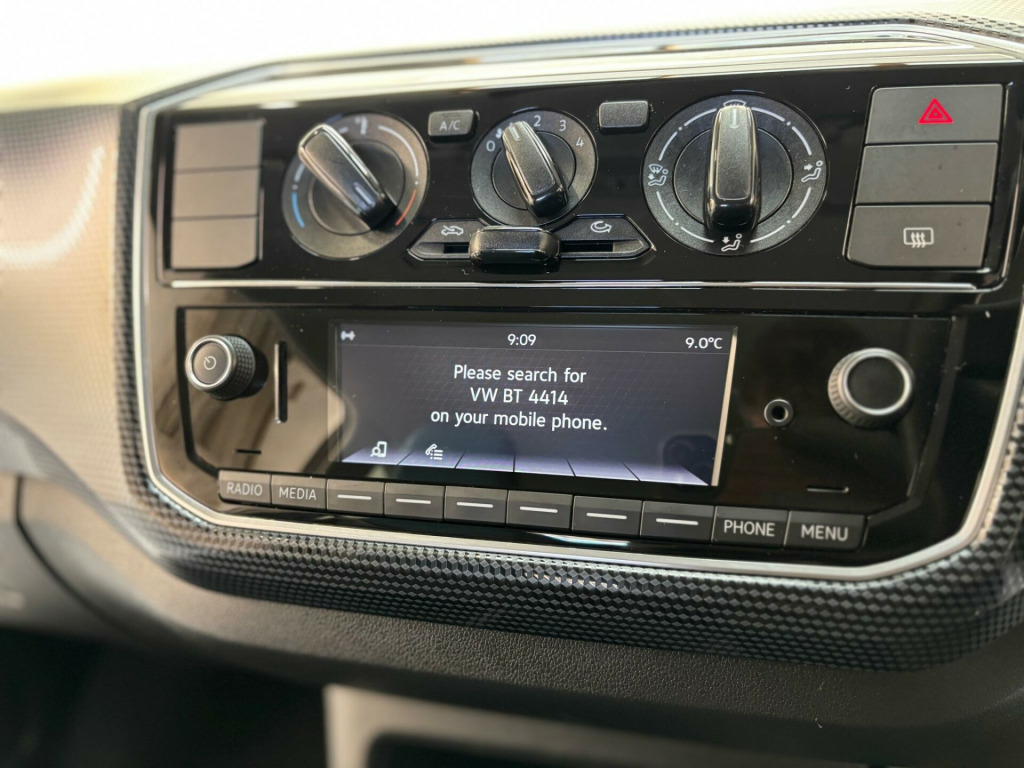 A/C
0 2 3 4
9:09 9.0°C
Please search for
VW BT 4414
on your mobile phone.
RADIO MEDIA PHONE MENU